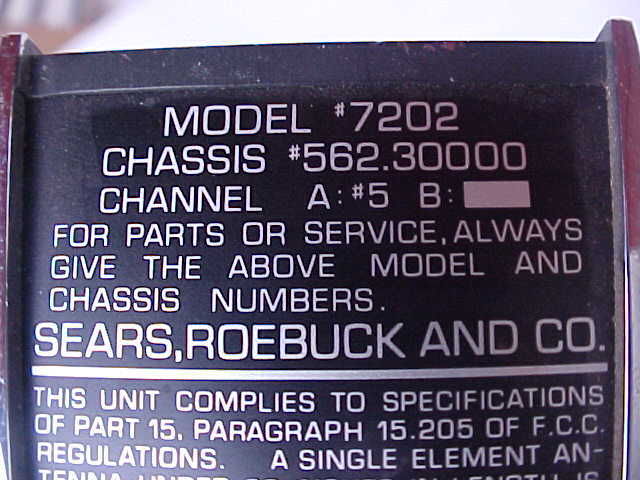 MODEL #7202
CHASSIS #562.30000
CHANNEL A:#5 B:
FOR PARTS OR SERVICE, ALWAYS
GIVE THE ABOVE MODEL AND
CHASSIS NUMBERS.
SEARS, ROEBUCK AND CO.
THIS UNIT COMPLIES TO SPECIFICATIONS
OF PART 15, PARAGRAPH 15.205 OF F.C.C.
REGULATIONS. A SINGLE ELEMENT AN-